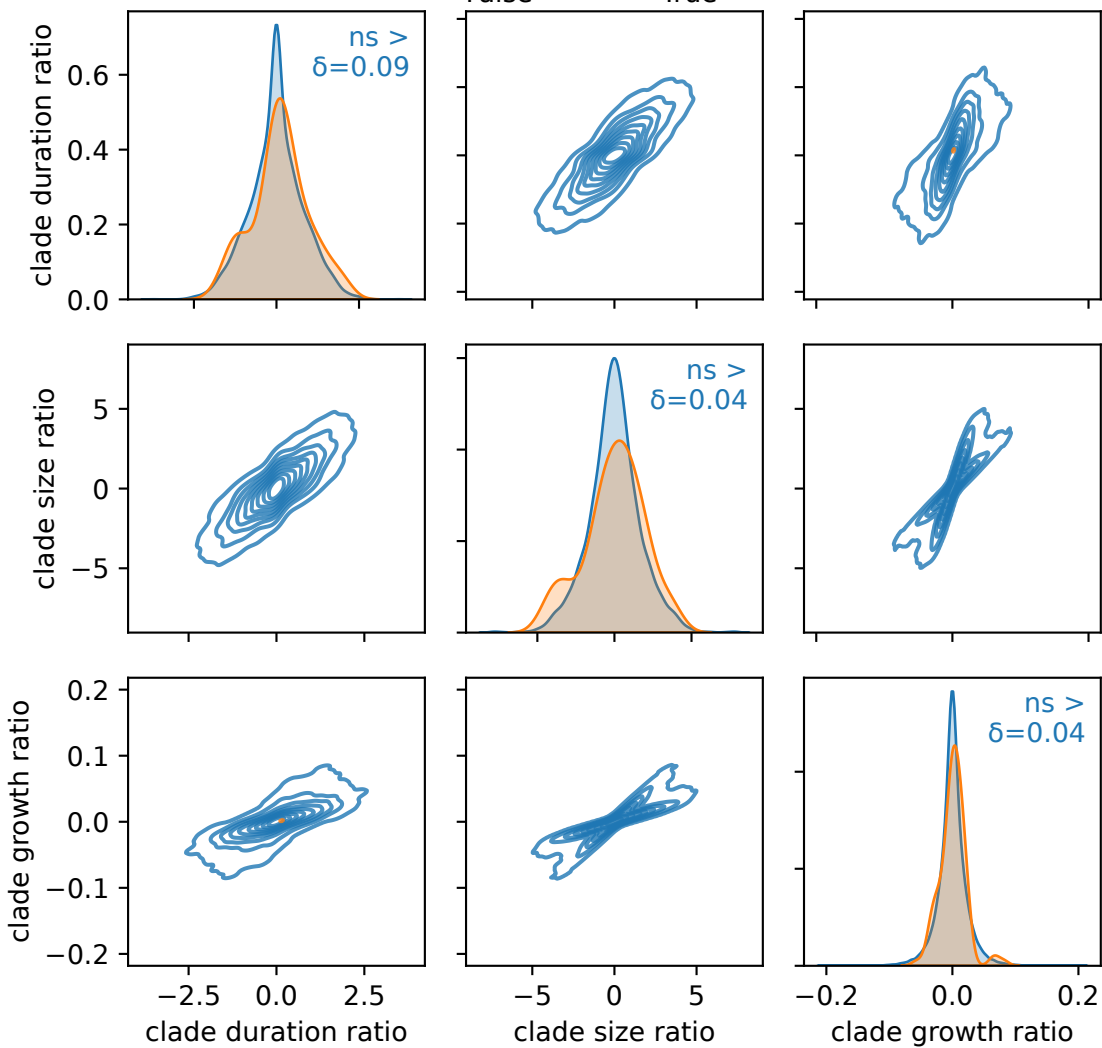 False True
clade duration ratio
0.6
0.4
0.2
0.0
ns >
δ=0.09
clade size ratio
5
0
−5
ns >
δ=0.04
clade growth ratio
0.2
0.1
0.0
−0.1
−0.2
ns >
δ=0.04
−2.5 0.0 2.5
−5 0 5
−0.2 0.0 0.2
clade duration ratio
clade size ratio
clade growth ratio